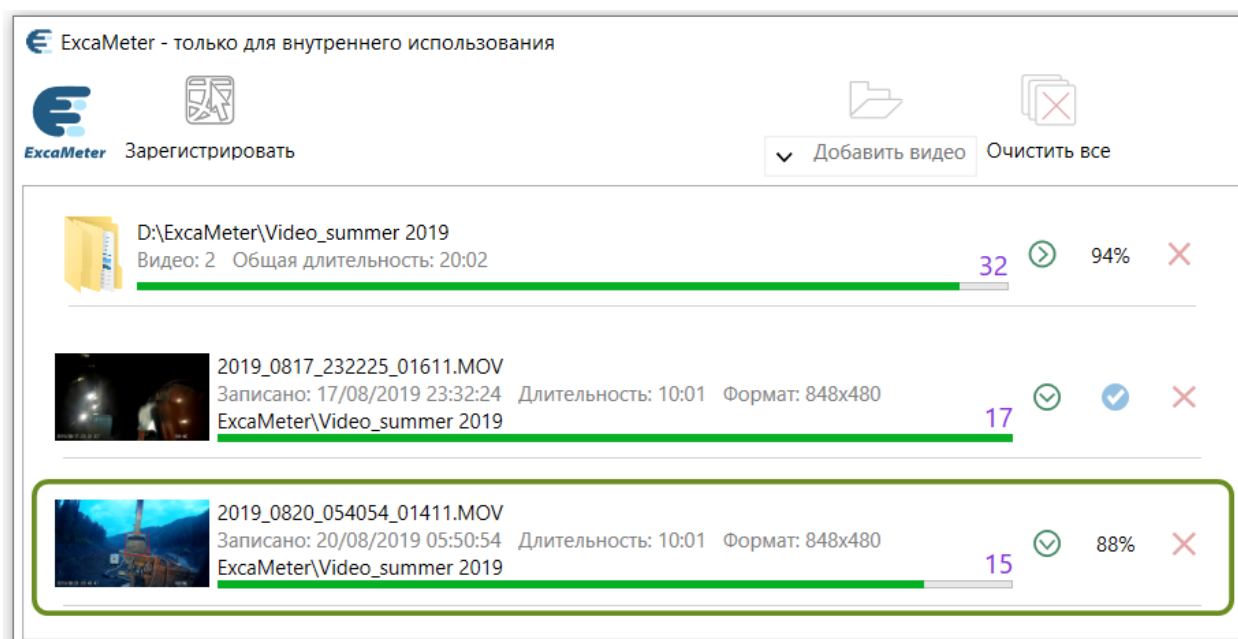 ExcaMeter - только для внутреннего использования
ExcaMeter Зарегистрировать Добавить видео Очистить все
D:\ExcaMeter\Video_summer 2019
Видео: 2 Общая длительность: 20:02
32 94%
2019_0817_232225_01611.MOV
Записано: 17/08/2019 23:32:24 Длительность: 10:01 Формат: 848x480
ExcaMeter\Video_summer 2019
17
2019_0820_054054_01411.MOV
Записано: 20/08/2019 05:50:54 Длительность: 10:01 Формат: 848x480
ExcaMeter\Video_summer 2019
15 88%